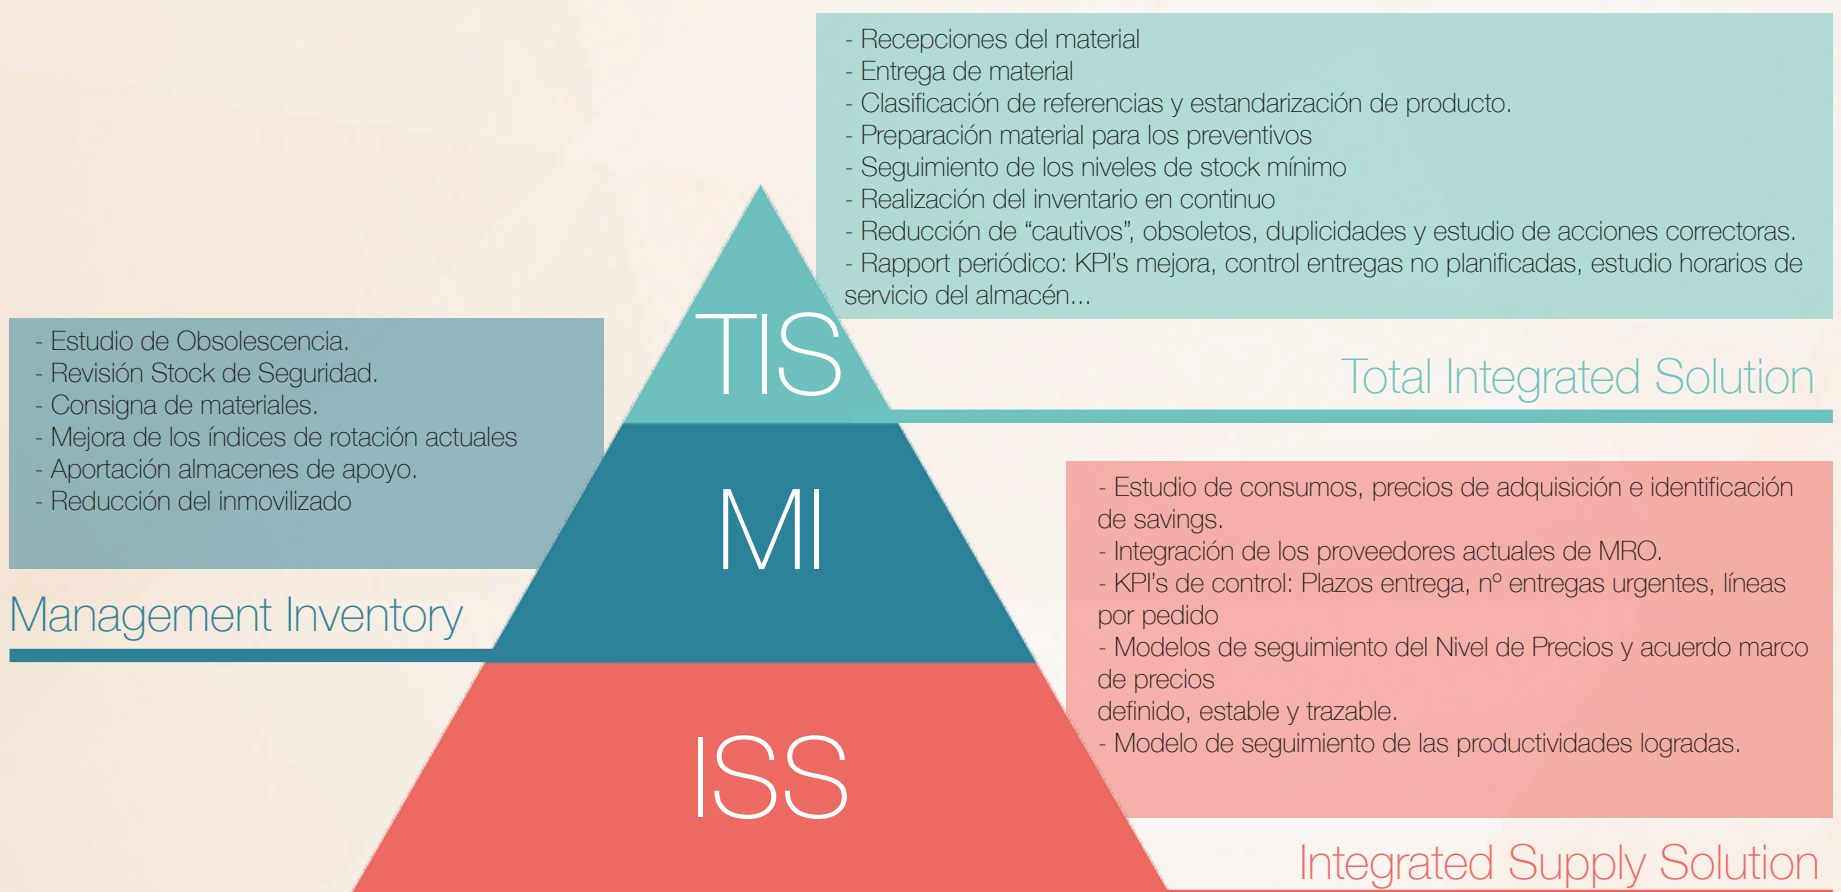 - Recepciones del material
- Entrega de material
- Clasificación de referencias y estandarización de producto.
- Preparación material para los preventivos
- Seguimiento de los niveles de stock mínimo
- Realización del inventario en continuo
- Reducción de “cautivos”, obsoletos, duplicidades y estudio de acciones correctoras.
- Rapport periódico: KPI’s mejora, control entregas no planificadas, estudio horarios de
servicio del almacén...
TIS
Total Integrated Solution
- Estudio de Obsolescencia.
- Revisión Stock de Seguridad.
- Consigna de materiales.
- Mejora de los índices de rotación actuales
- Aportación almacenes de apoyo.
- Reducción del inmovilizado
Management Inventory
MI
- Estudio de consumos, precios de adquisición e identificación
de savings.
- Integración de los proveedores actuales de MRO.
- KPI’s de control: Plazos entrega, nº entregas urgentes, líneas
por pedido
- Modelos de seguimiento del Nivel de Precios y acuerdo marco
de precios
definido, estable y trazable.
- Modelo de seguimiento de las productividades logradas.
ISS
Integrated Supply Solution